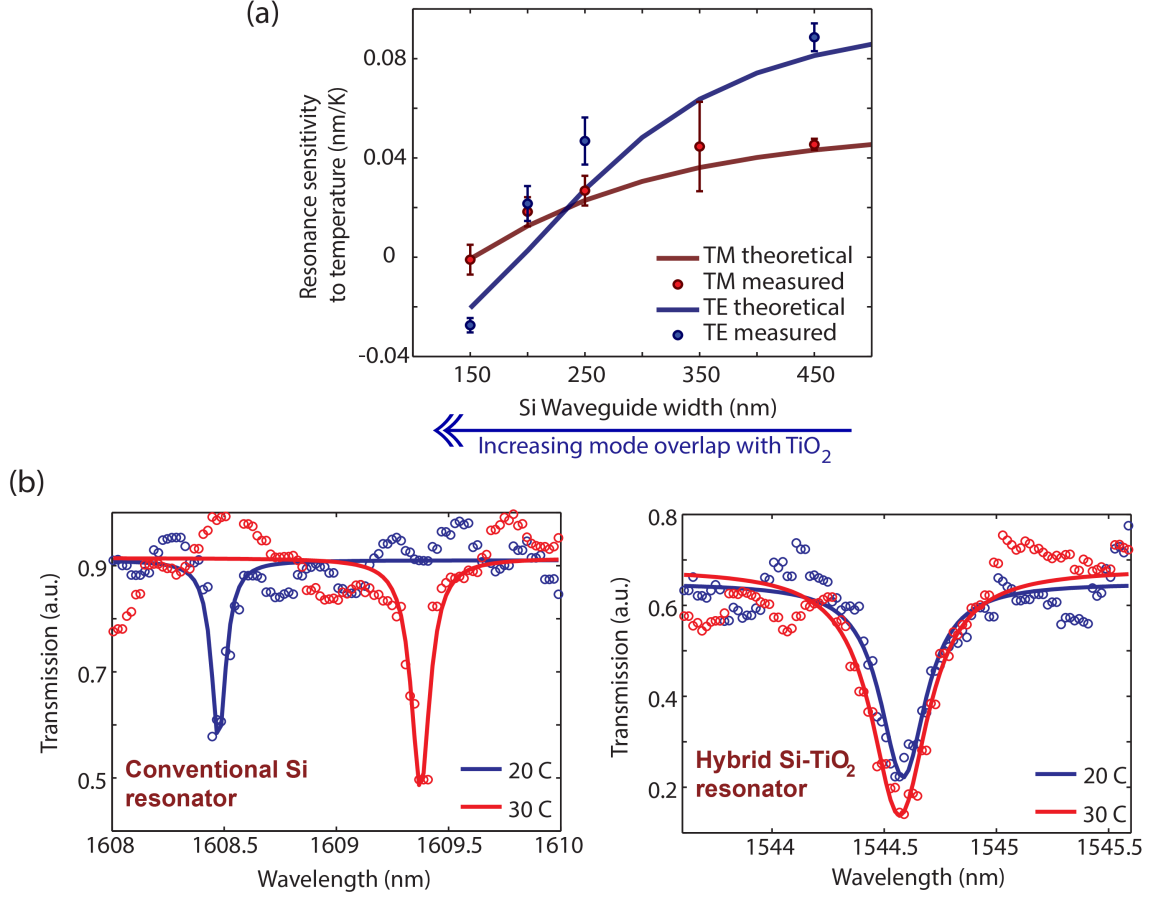 (a)
Resonance sensitivity
to temperature (nm/K)
0.08
0.04
0
-0.04
TM theoretical
TM measured
TE theoretical
TE measured
150 250 350 450
Si Waveguide width (nm)
Increasing mode overlap with TiO2
(b)
Transmission (a.u.)
0.9
0.7
0.5
Conventional Si
resonator
20 C
30 C
1608 1608.5 1609 1609.5 1610
Wavelength (nm)
Transmission (a.u.)
0.8
0.6
0.4
0.2
Hybrid Si-TiO2
resonator
20 C
30 C
1544 1544.5 1545 1545.5
Wavelength (nm)